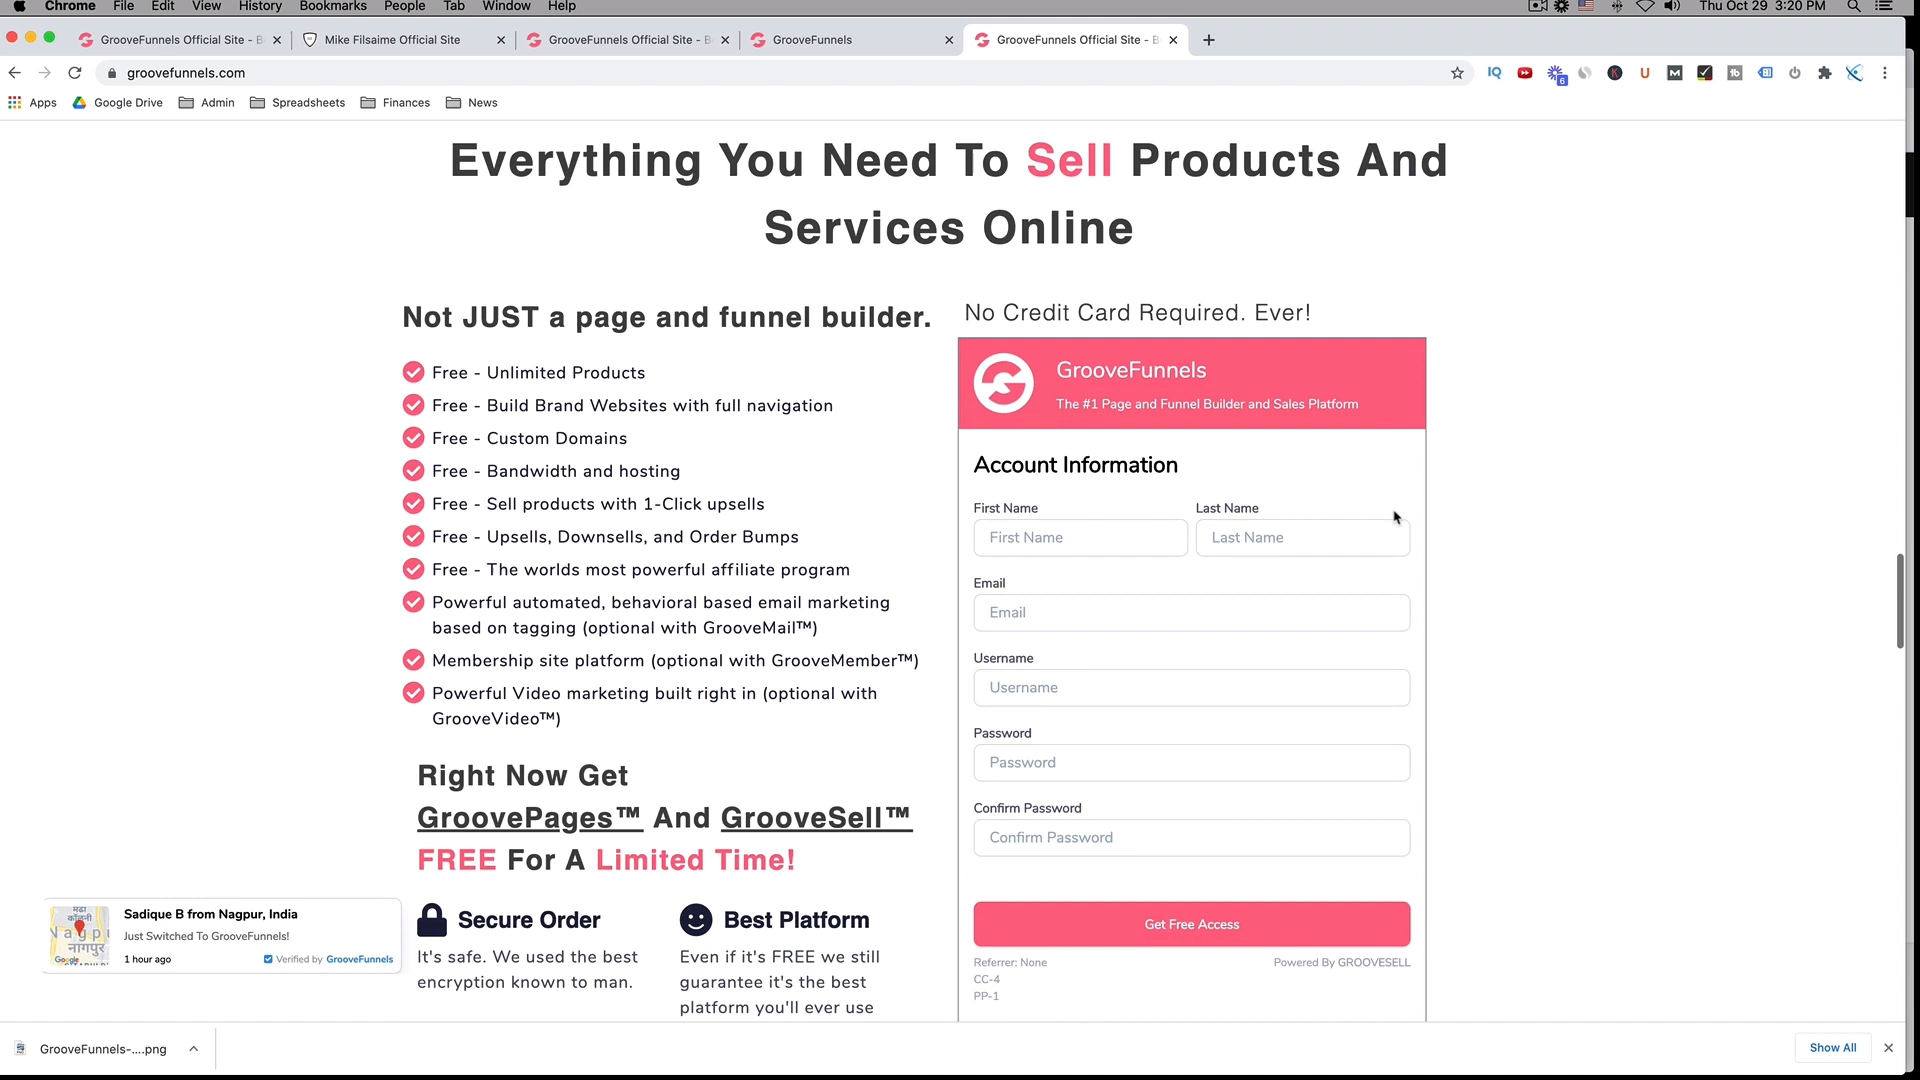 Chrome File Edit View History Bookmarks People Tab Window Help Thu Oct 29 3:20 PM
GrooveFunnels Official Site - B Mike Filsaime Official Site GrooveFunnels Official Site - B GrooveFunnels GrooveFunnels Official Site - B
groovefunnels.com
Apps Google Drive Admin Spreadsheets Finances News
Everything You Need To Sell Products And
Services Online
Not JUST a page and funnel builder.
Free - Unlimited Products
Free - Build Brand Websites with full navigation
Free - Custom Domains
Free - Bandwidth and hosting
Free - Sell products with 1-Click upsells
Free - Upsells, Downsells, and Order Bumps
Free - The worlds most powerful affiliate program
Powerful automated, behavioral based email marketing
based on tagging (optional with GrooveMail™)
Membership site platform (optional with GrooveMember™)
Powerful Video marketing built right in (optional with
GrooveVideo™)
Right Now Get
GroovePages™ And GrooveSell™
FREE For A Limited Time!
Secure Order
It's safe. We used the best
encryption known to man.
Best Platform
Even if it's FREE we still
guarantee it's the best
platform you'll ever use
No Credit Card Required. Ever!
GrooveFunnels
The #1 Page and Funnel Builder and Sales Platform
Account Information
First Name Last Name
First Name Last Name
Email
Email
Username
Username
Password
Password
Confirm Password
Confirm Password
Get Free Access
Referrer: None Powered By GROOVESELL
CC-4
PP-1
Sadique B from Nagpur, India
Just Switched To GrooveFunnels!
1 hour ago Verified by GrooveFunnels
नागपुर
Google
GrooveFunnels-....png Show All